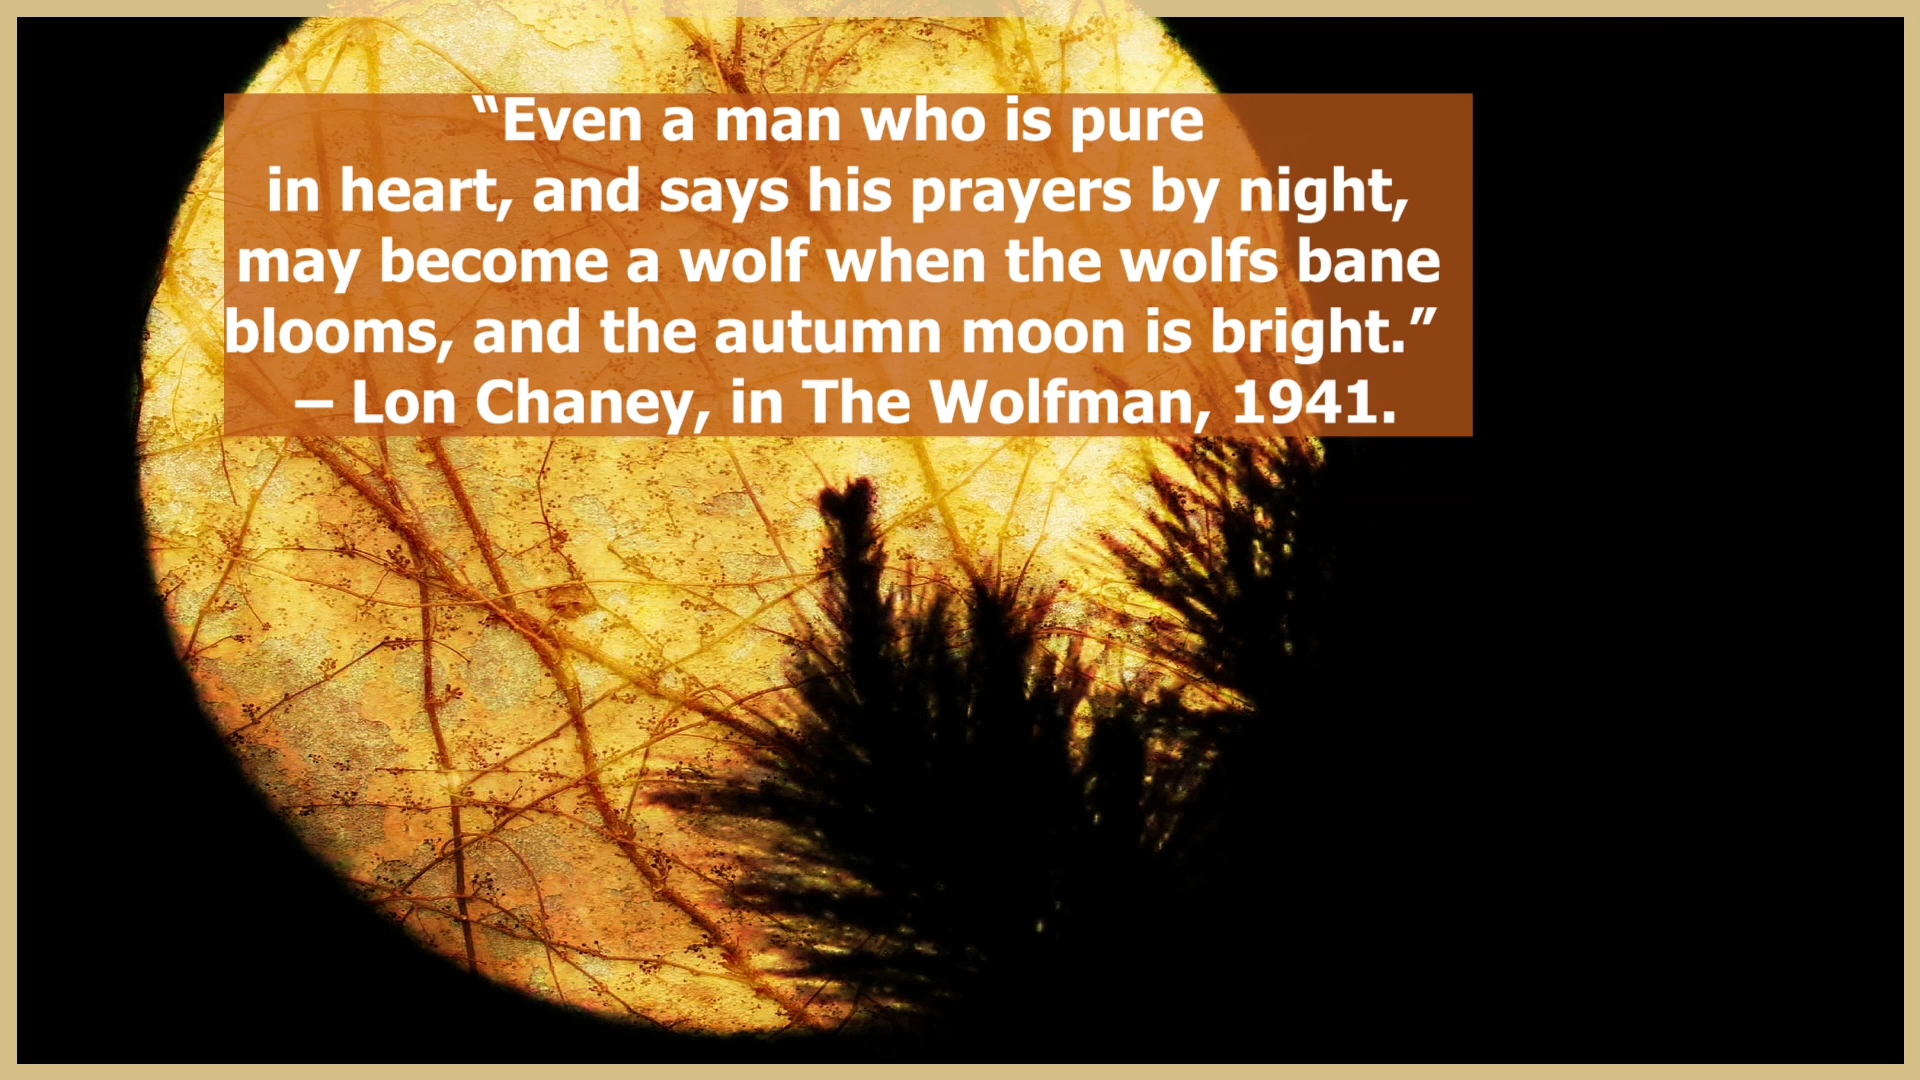 “Even a man who is pure
in heart, and says his prayers by night,
may become a wolf when the wolfs bane
blooms, and the autumn moon is bright.”
– Lon Chaney, in The Wolfman, 1941.